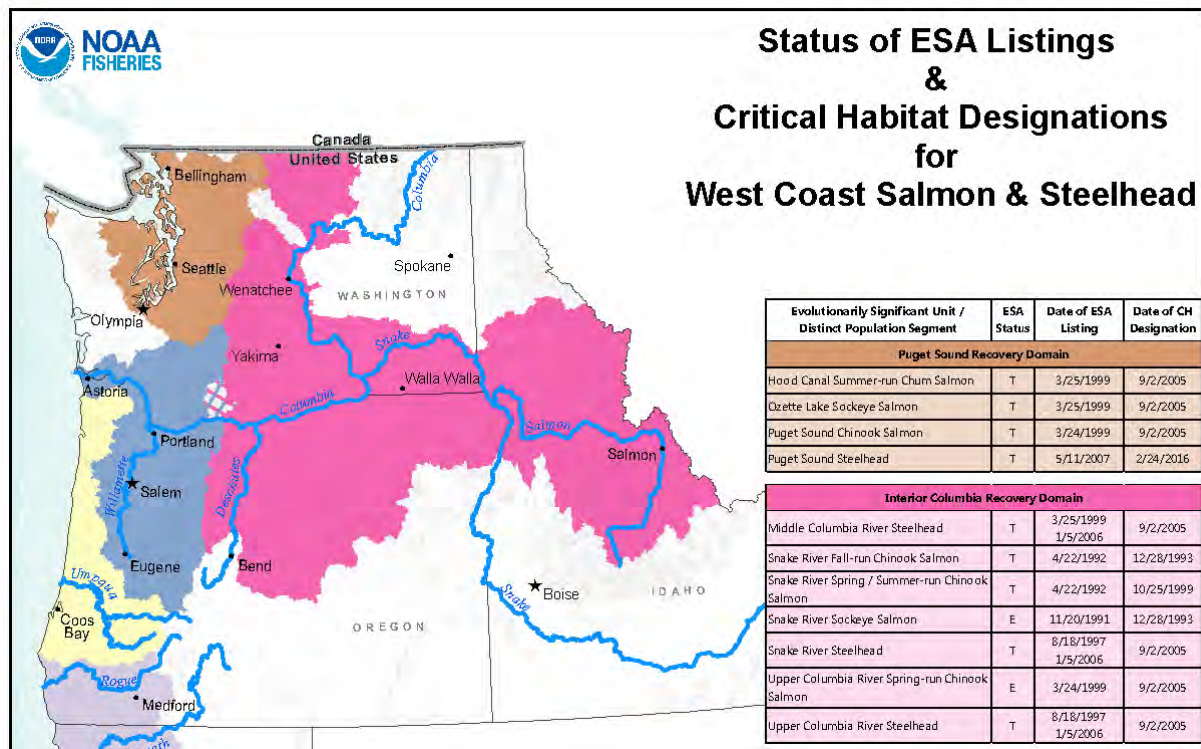 NOAA
NOAA
FISHERIES
Status of ESA Listings
&
Critical Habitat Designations
for
West Coast Salmon & Steelhead
Canada
United States
Columbia
Bellingham
Seattle
Spokane
Wenatchee
WASHINGTON
Olympia
Yakima
Snake
Walla Walla
Astoria
Columbia
Portland
Salmon
Salmon
Willamette
Salem
Deschutes
Eugene
Bend
Umpqua
Boise
IDAHO
Snake
Coos
Bay
OREGON
Rogue
Medford
Evolutionarily Significant Unit / Distinct Population Segment | ESA Status | Date of ESA Listing | Date of CH Designation
Puget Sound Recovery Domain
Hood Canal Summer-run Chum Salmon T 3/25/1999 9/2/2005
Ozette Lake Sockeye Salmon T 3/25/1999 9/2/2005
Puget Sound Chinook Salmon T 3/24/1999 9/2/2005
Puget Sound Steelhead T 5/11/2007 2/24/2016
Interior Columbia Recovery Domain
Middle Columbia River Steelhead T 3/25/1999 1/5/2006 9/2/2005
Snake River Fall-run Chinook Salmon T 4/22/1992 12/28/1993
Snake River Spring / Summer-run Chinook Salmon T 4/22/1992 10/25/1999
Snake River Sockeye Salmon E 11/20/1991 12/28/1993
Snake River Steelhead T 8/18/1997 1/5/2006 9/2/2005
Upper Columbia River Spring-run Chinook Salmon E 3/24/1999 9/2/2005
Upper Columbia River Steelhead T 8/18/1997 1/5/2006 9/2/2005